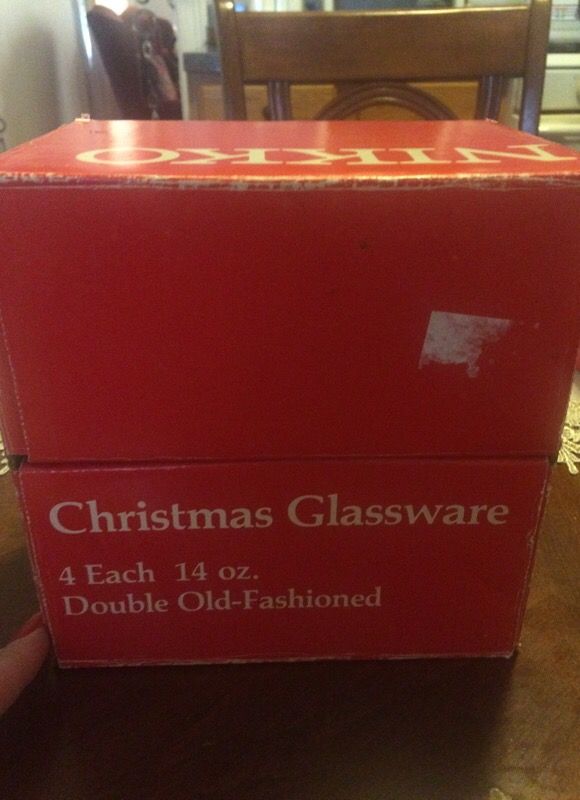 NIKKO
Christmas Glassware
4 Each 14 oz.
Double Old-Fashioned